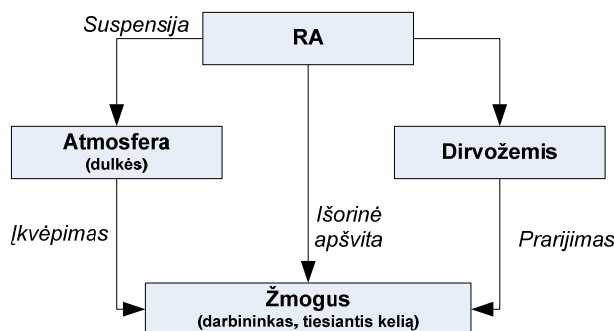 Suspensija
RA
Atmosfera
(dulkės)
Dirvožemis
Įkvėpimas
Išorinė
apšvita
Prarijimas
Žmogus
(darbininkas, tiesiantis kelią)